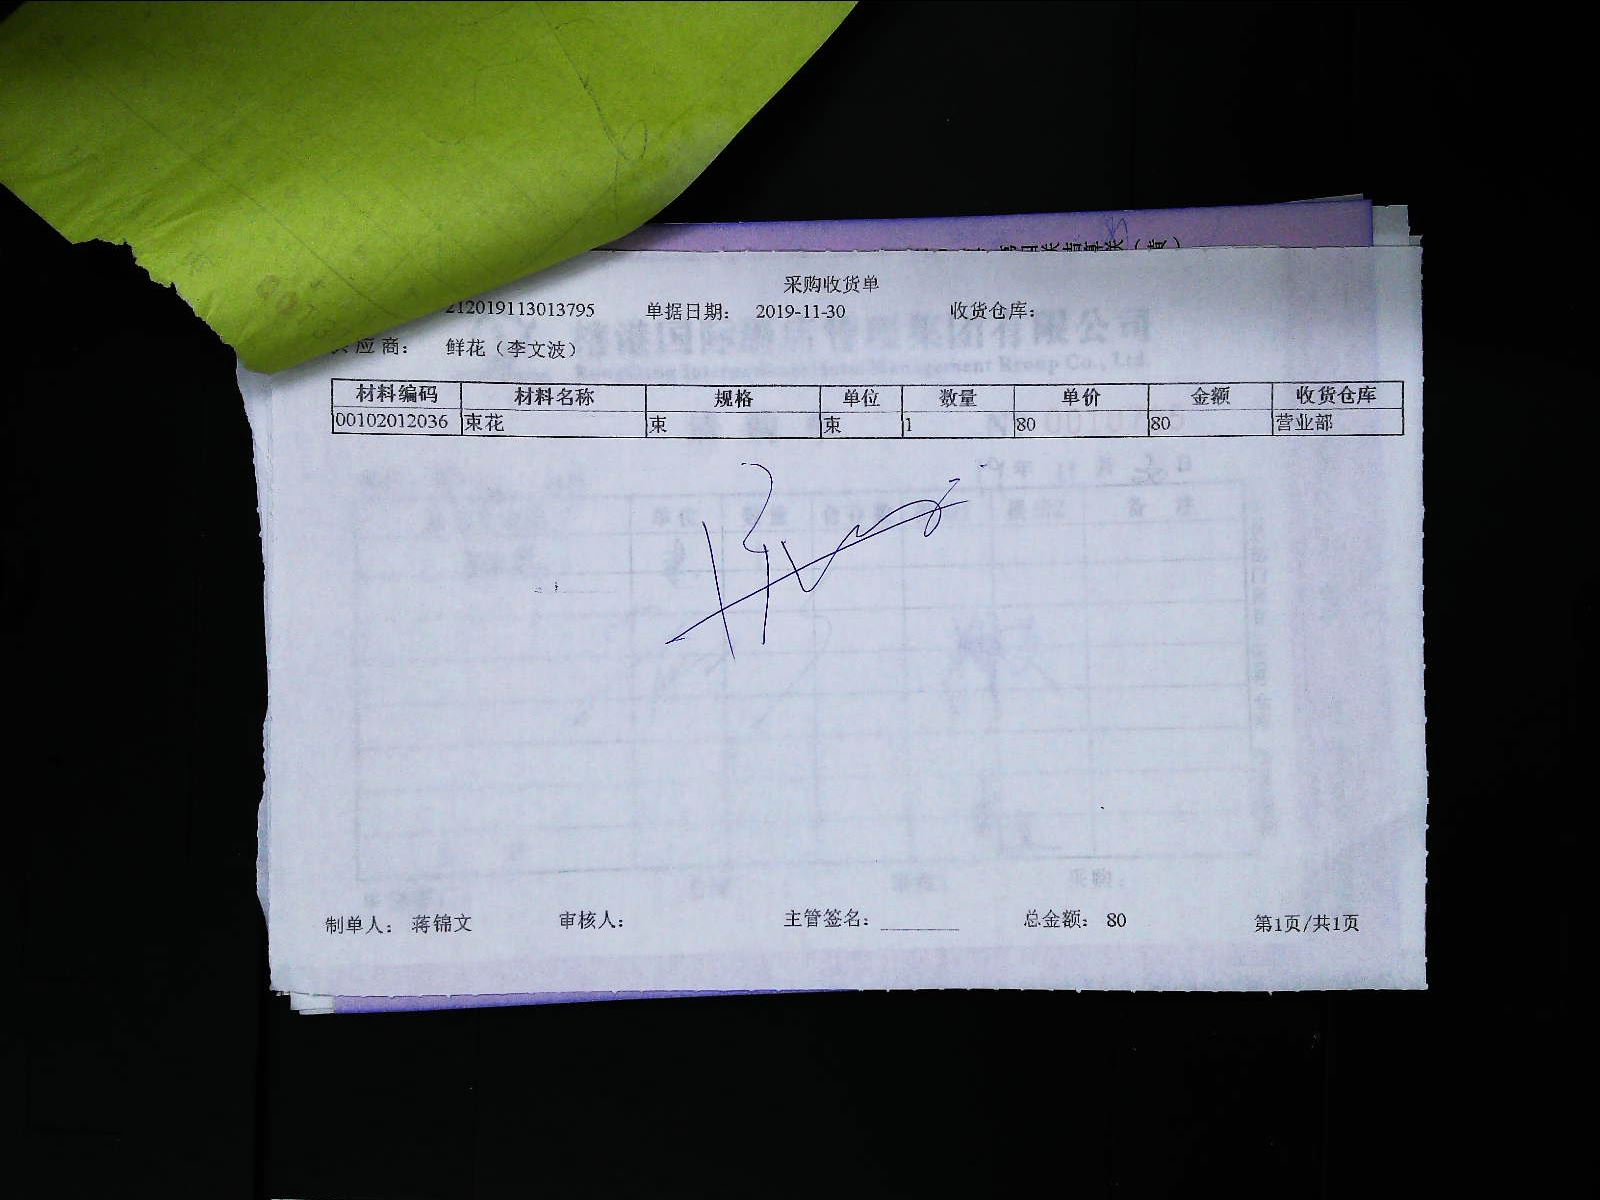 采购收货单
212019113013795 单据日期： 2019-11-30 收货仓库：
供应商： 鲜花（李文波）
材料编码 材料名称 规格 单位 数量 单价 金额 收货仓库
00102012036 束花 束 束 1 80 80 营业部
制单人： 蒋锦文 审核人： 主管签名： 总金额： 80 第1页/共1页